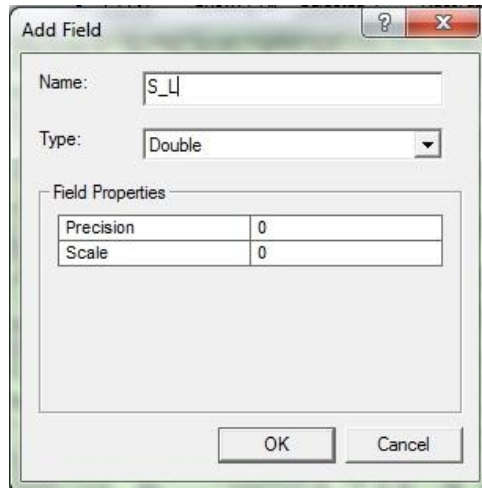 Add Field
Name: S_L
Type: Double
Field Properties
Precision 0
Scale 0
OK Cancel